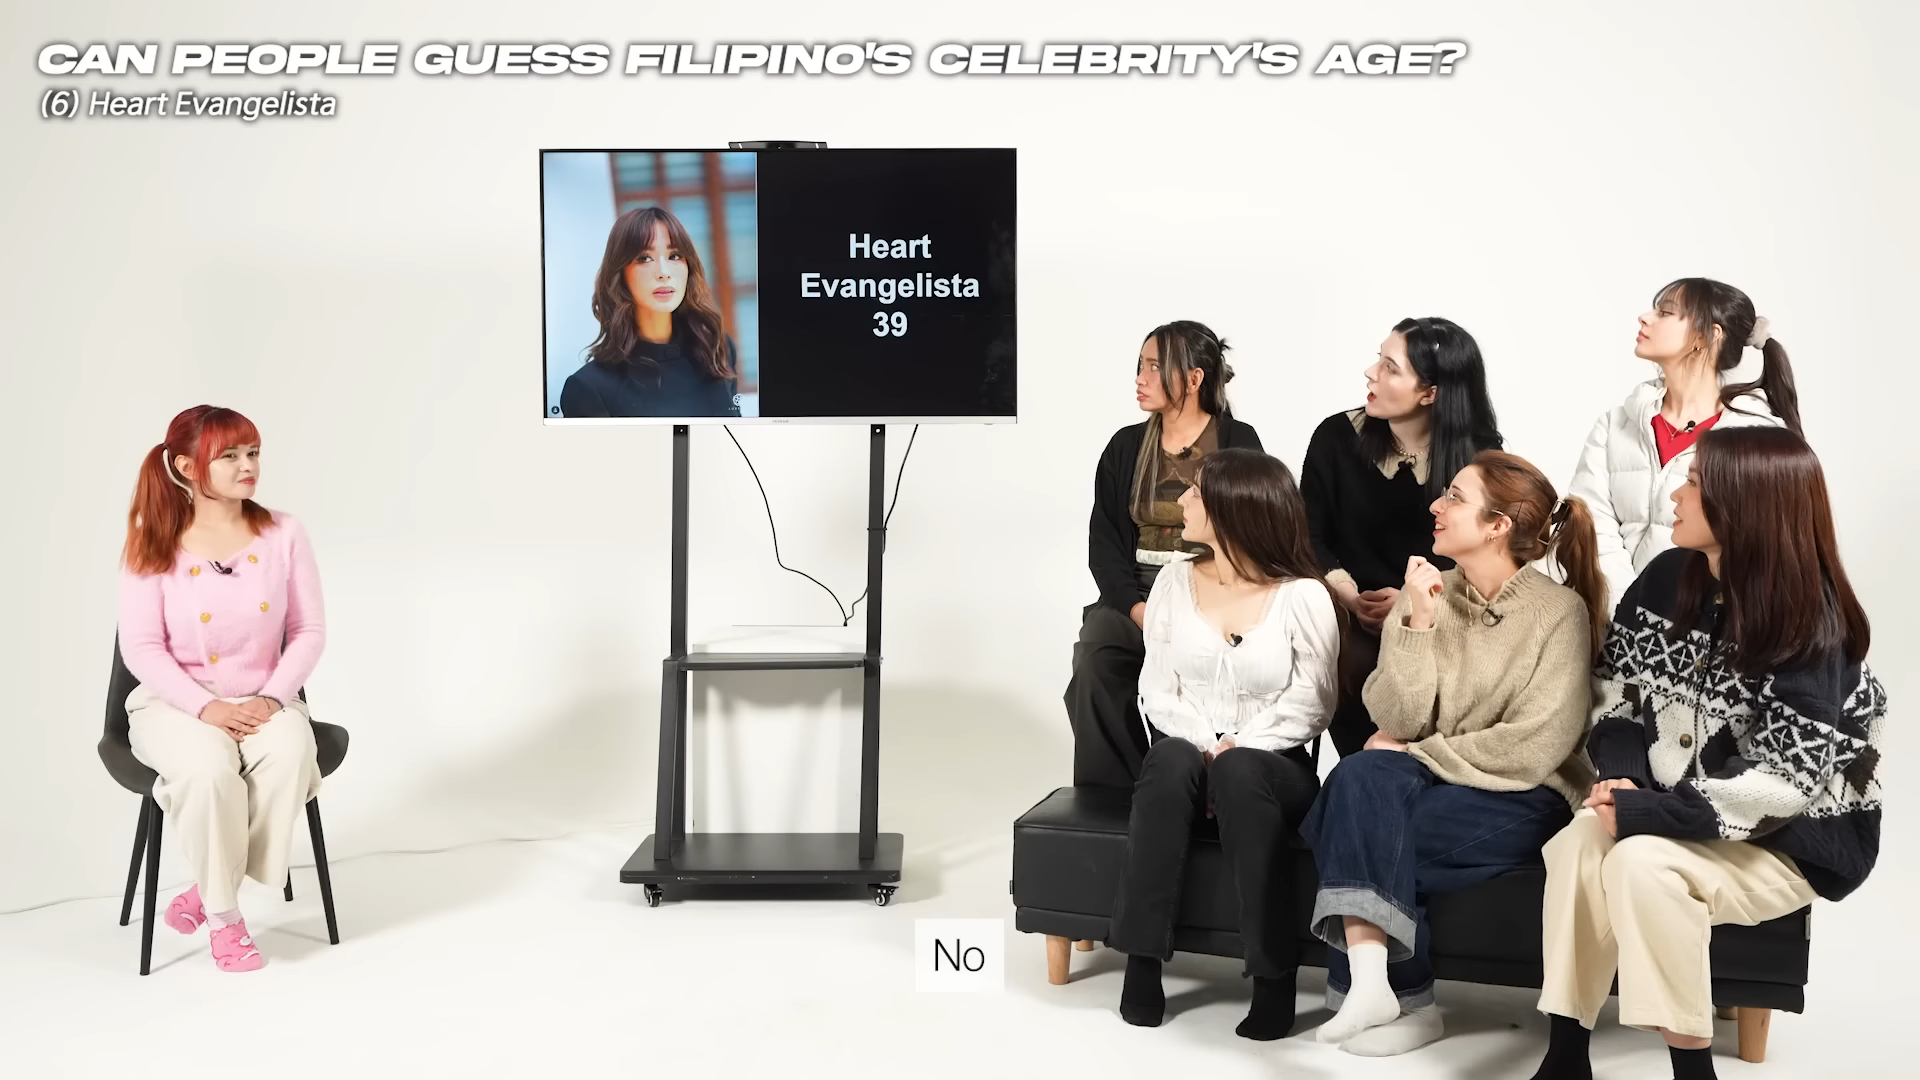 CAN PEOPLE GUESS FILIPINO'S CELEBRITY'S AGE?
(6) Heart Evangelista
Heart
Evangelista
39
No